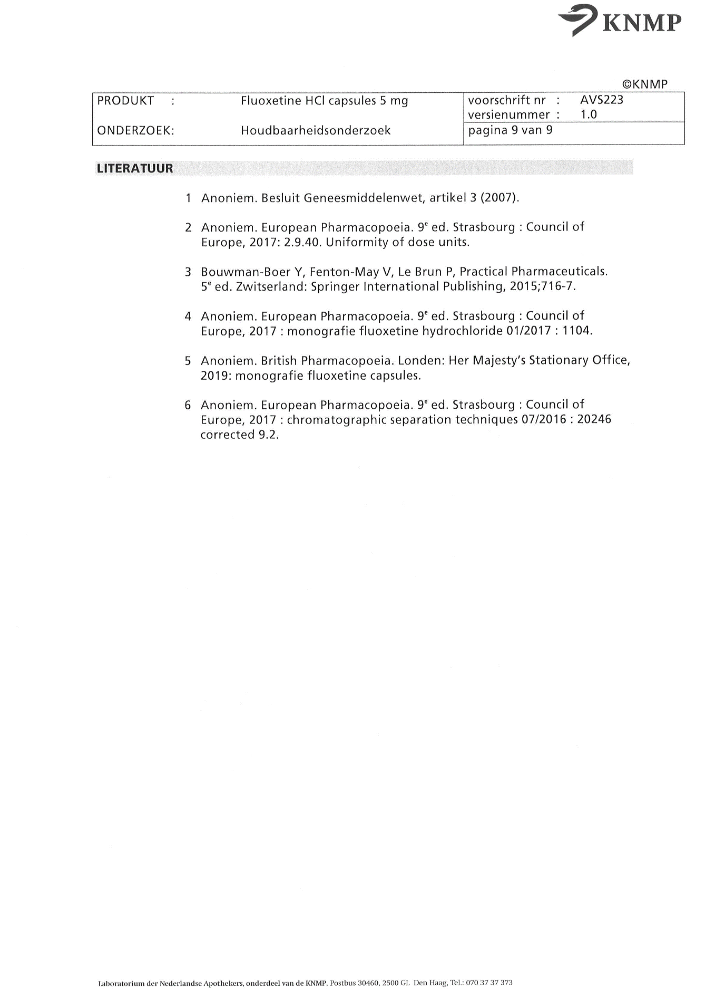 KNMP
©KNMP
PRODUKT : Fluoxetine HCl capsules 5 mg voorschrift nr : AVS223
versienummer : 1.0
ONDERZOEK: Houdbaarheidsonderzoek pagina 9 van 9
LITERATUUR
1 Anoniem. Besluit Geneesmiddelenwet, artikel 3 (2007).
2 Anoniem. European Pharmacopoeia. 9e ed. Strasbourg : Council of
Europe, 2017: 2.9.40. Uniformity of dose units.
3 Bouwman-Boer Y, Fenton-May V, Le Brun P, Practical Pharmaceuticals.
5e ed. Zwitserland: Springer International Publishing, 2015;716-7.
4 Anoniem. European Pharmacopoeia. 9e ed. Strasbourg : Council of
Europe, 2017 : monografie fluoxetine hydrochloride 01/2017 : 1104.
5 Anoniem. British Pharmacopoeia. Londen: Her Majesty's Stationary Office,
2019: monografie fluoxetine capsules.
6 Anoniem. European Pharmacopoeia. 9e ed. Strasbourg : Council of
Europe, 2017 : chromatographic separation techniques 07/2016 : 20246
corrected 9.2.
Laboratorium der Nederlandse Apothekers, onderdeel van de KNMP, Postbus 30460, 2500 GL Den Haag, Tel.: 070 37 37 373